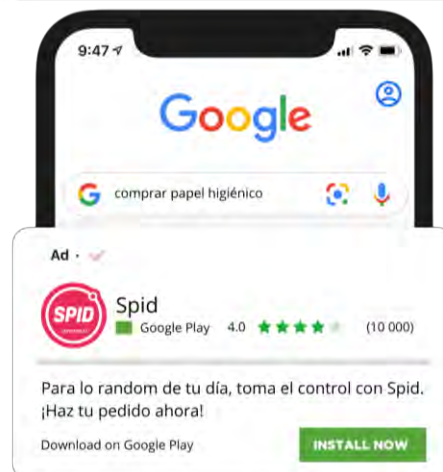 9:47
Google
comprar papel higiénico
Ad ·
SPID
Spid
Google Play 4.0 (10 000)
Para lo random de tu día, toma el control con Spid.
¡Haz tu pedido ahora!
Download on Google Play
INSTALL NOW